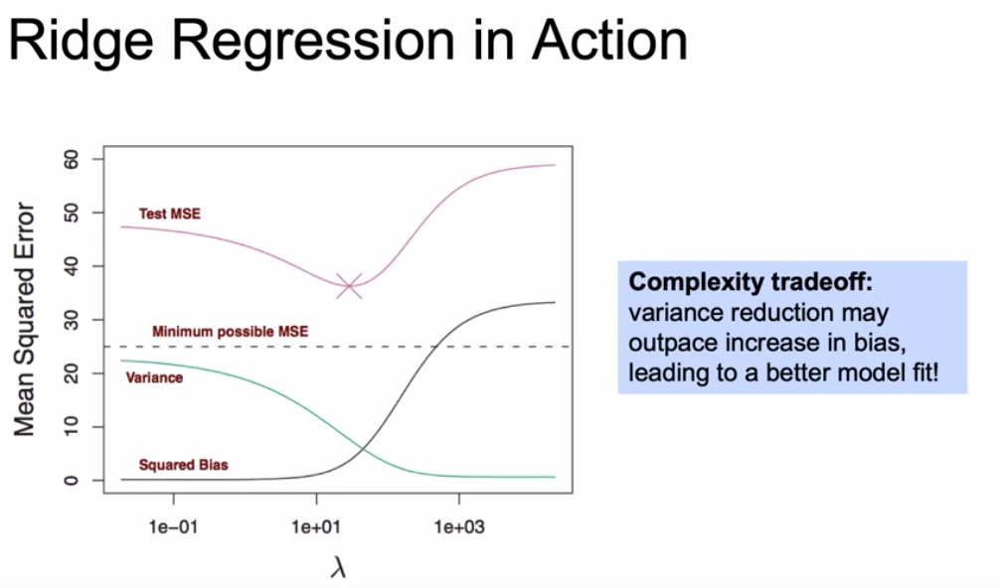 Ridge Regression in Action
Mean Squared Error
60
50
40
30
20
10
0
Test MSE
Minimum possible MSE
Variance
Squared Bias
1e−01
1e+01
1e+03
λ
Complexity tradeoff:
variance reduction may
outpace increase in bias,
leading to a better model fit!